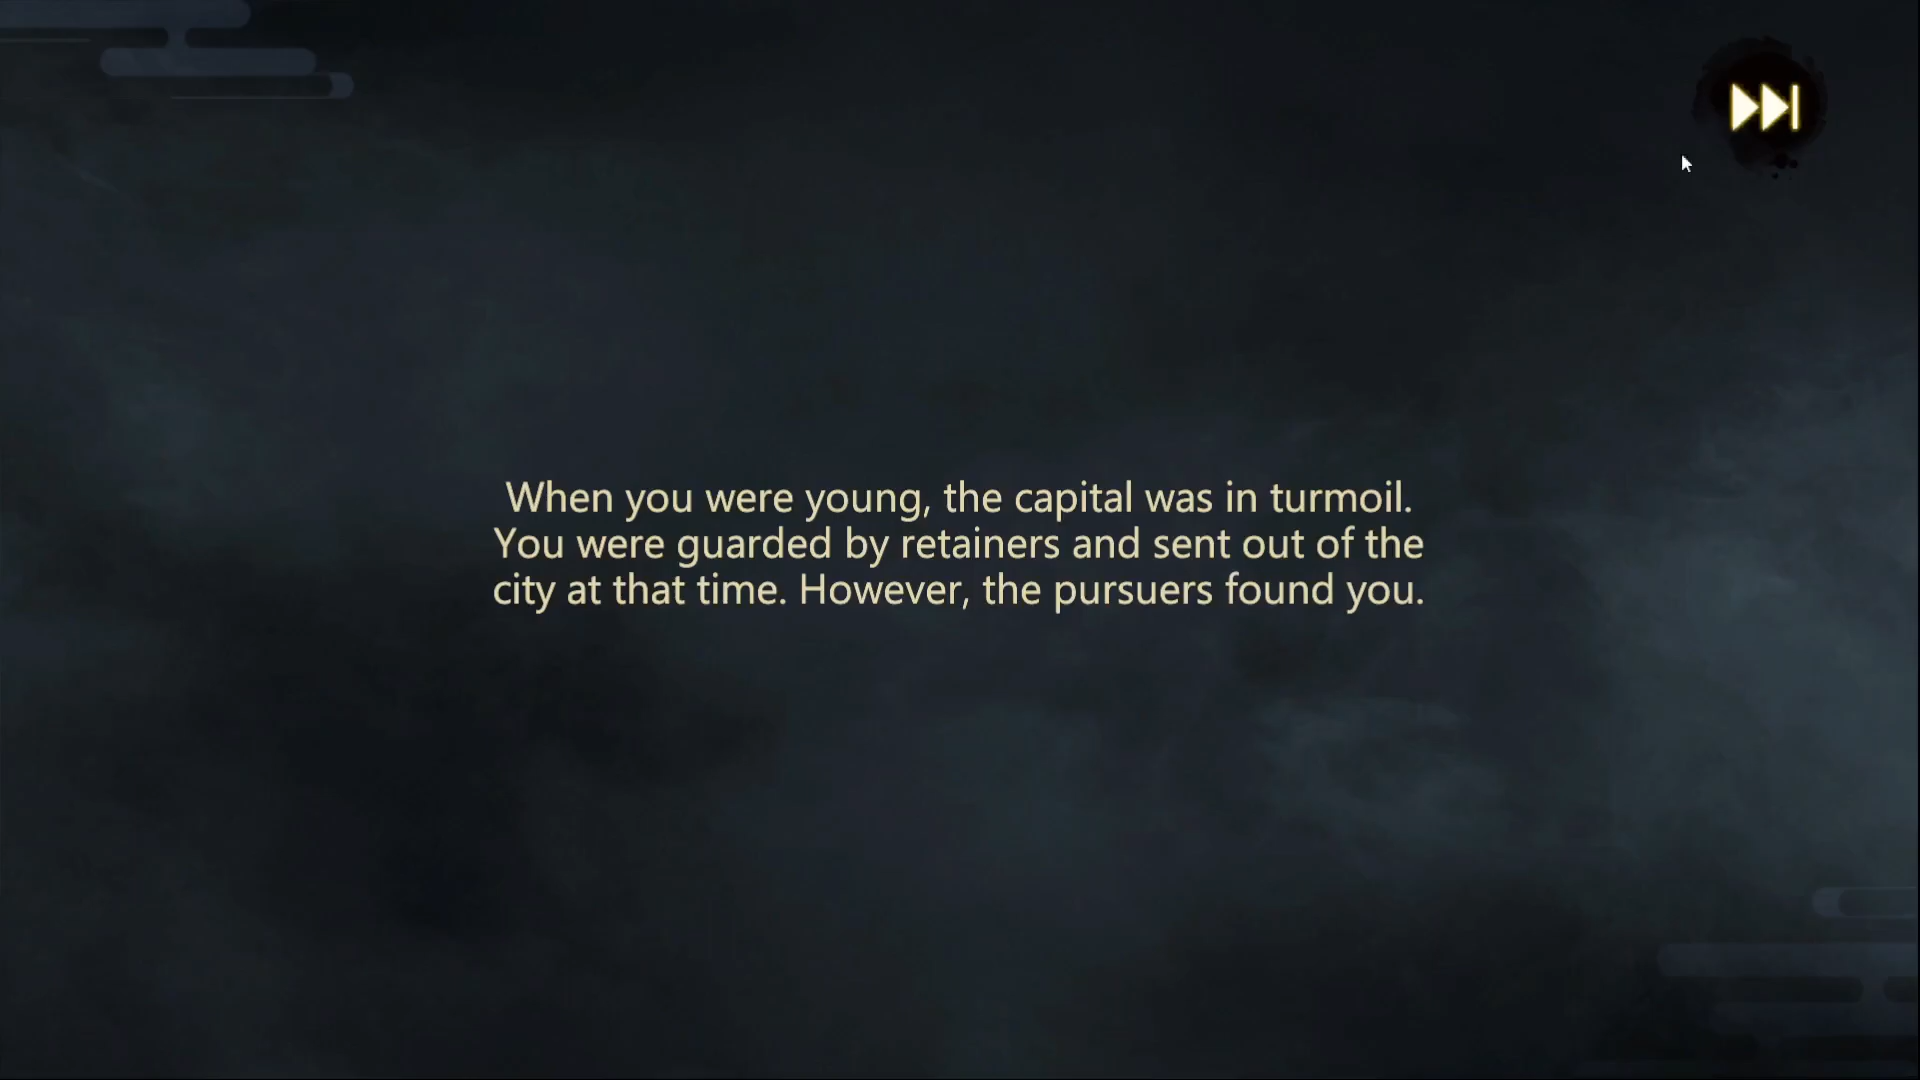 When you were young, the capital was in turmoil.
You were guarded by retainers and sent out of the
city at that time. However, the pursuers found you.